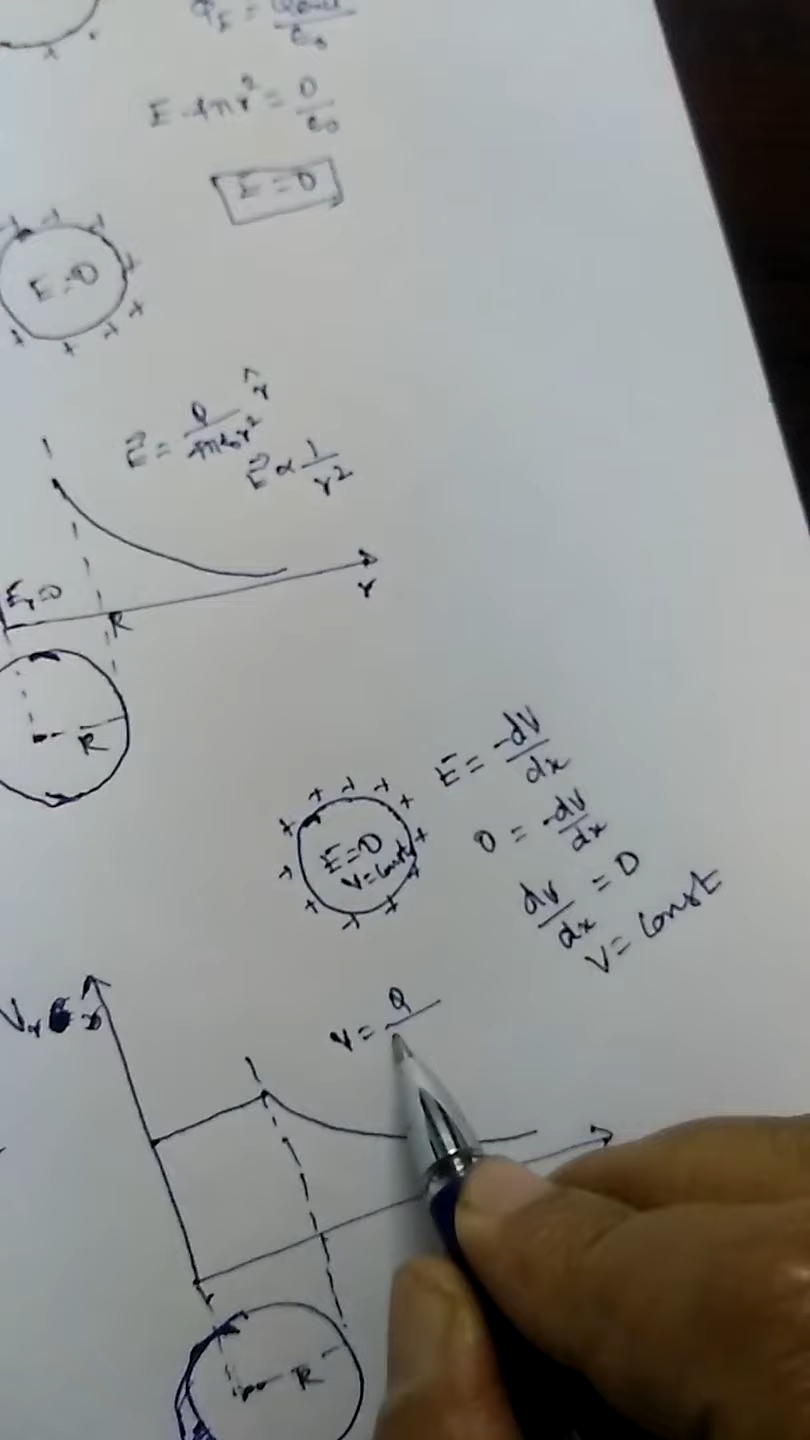 E 4πr² = 0/ε₀
E = 0
E = 0
E⃗ = Q/4πε₀r² r̂
E⃗ ∝ 1/r²
Er=0
R
r
R
E = -dV/dx
0 = -dV/dx
E=0
V=Const
dV/dx = 0
V = Const
V = Q
R